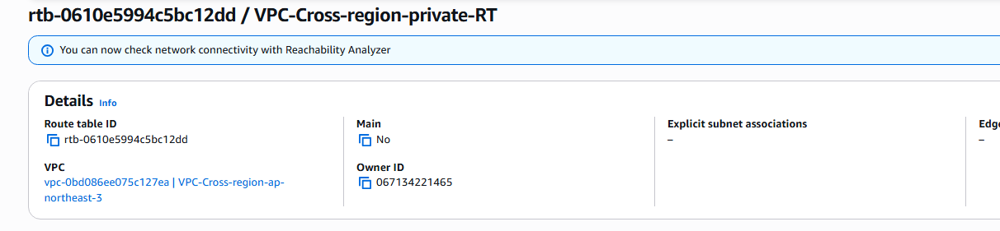 rtb-0610e5994c5bc12dd / VPC-Cross-region-private-RT
You can now check network connectivity with Reachability Analyzer
Details Info
Route table ID
rtb-0610e5994c5bc12dd
Main
No
Explicit subnet associations
–
Edge
–
VPC
vpc-0bd086ee075c127ea | VPC-Cross-region-ap-
northeast-3
Owner ID
067134221465